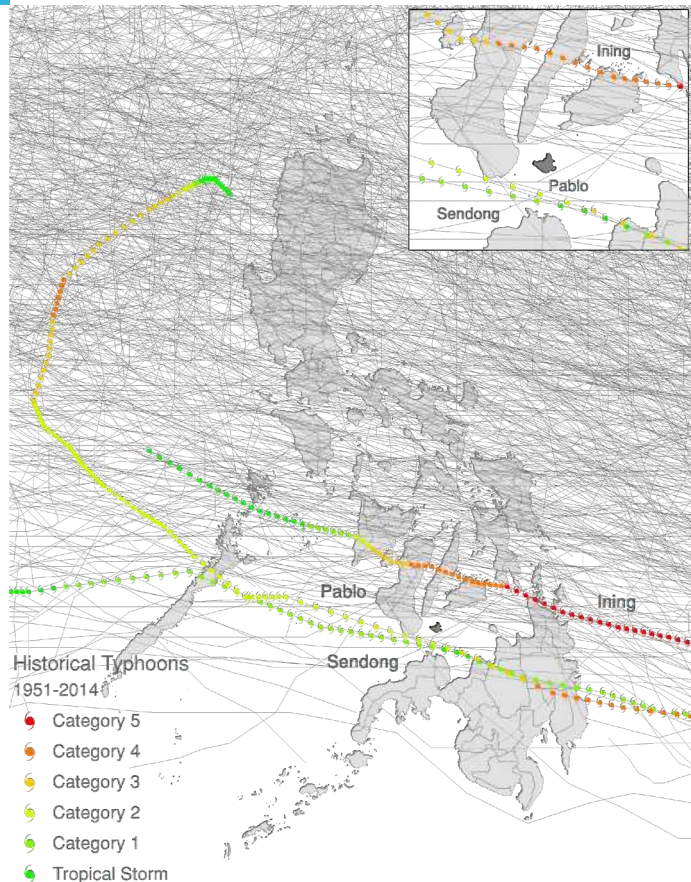 Ining
Pablo
Sendong
Pablo
Ining
Sendong
Historical Typhoons
1951-2014
Category 5
Category 4
Category 3
Category 2
Category 1
Tropical Storm